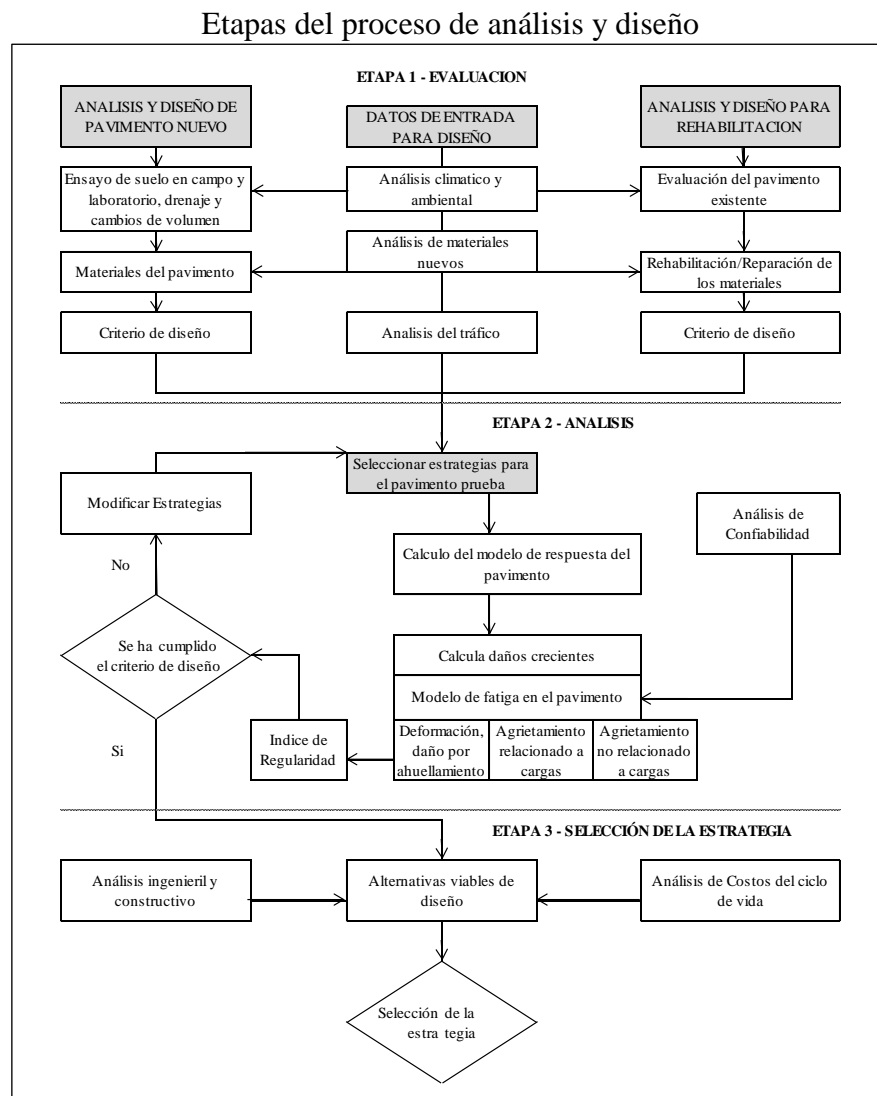 Etapas del proceso de análisis y diseño
ETAPA 1 - EVALUACION
ANALISIS Y DISEÑO DE
PAVIMENTO NUEVO
DATOS DE ENTRADA
PARA DISEÑO
ANALISIS Y DISEÑO PARA
REHABILITACION
Ensayo de suelo en campo y
laboratorio, drenaje y
cambios de volumen
Análisis climatico y
ambiental
Evaluación del pavimento
existente
Materiales del pavimento
Análisis de materiales
nuevos
Rehabilitación/Reparación de
los materiales
Criterio de diseño
Analisis del tráfico
Criterio de diseño
ETAPA 2 - ANALISIS
Seleccionar estrategias para
el pavimento prueba
Modificar Estrategias
Análisis de
Confiabilidad
Calculo del modelo de respuesta del
pavimento
No
Se ha cumplido
el criterio de diseño
Calcula daños crecientes
Modelo de fatiga en el pavimento
Deformación,
daño por
ahuellamiento
Agrietamiento
relacionado a
cargas
Agrietamiento
no relacionado
a cargas
Indice de
Regularidad
Si
ETAPA 3 - SELECCIÓN DE LA ESTRATEGIA
Análisis ingenieril y
constructivo
Alternativas viables de
diseño
Análisis de Costos del ciclo
de vida
Selección de la
estra tegia